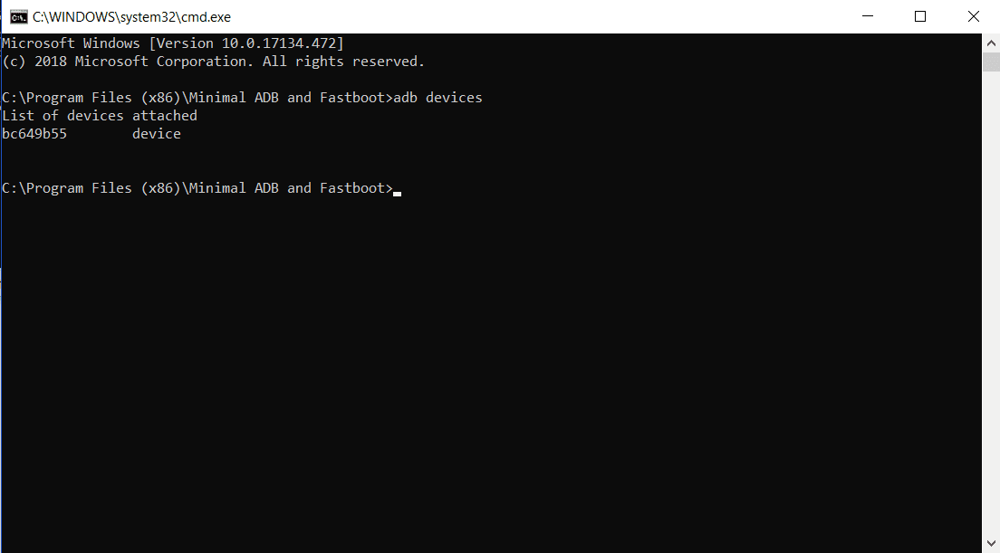 C:\WINDOWS\system32\cmd.exe
Microsoft Windows [Version 10.0.17134.472]
(c) 2018 Microsoft Corporation. All rights reserved.
C:\Program Files (x86)\Minimal ADB and Fastboot>adb devices
List of devices attached
bc649b55        device
C:\Program Files (x86)\Minimal ADB and Fastboot>